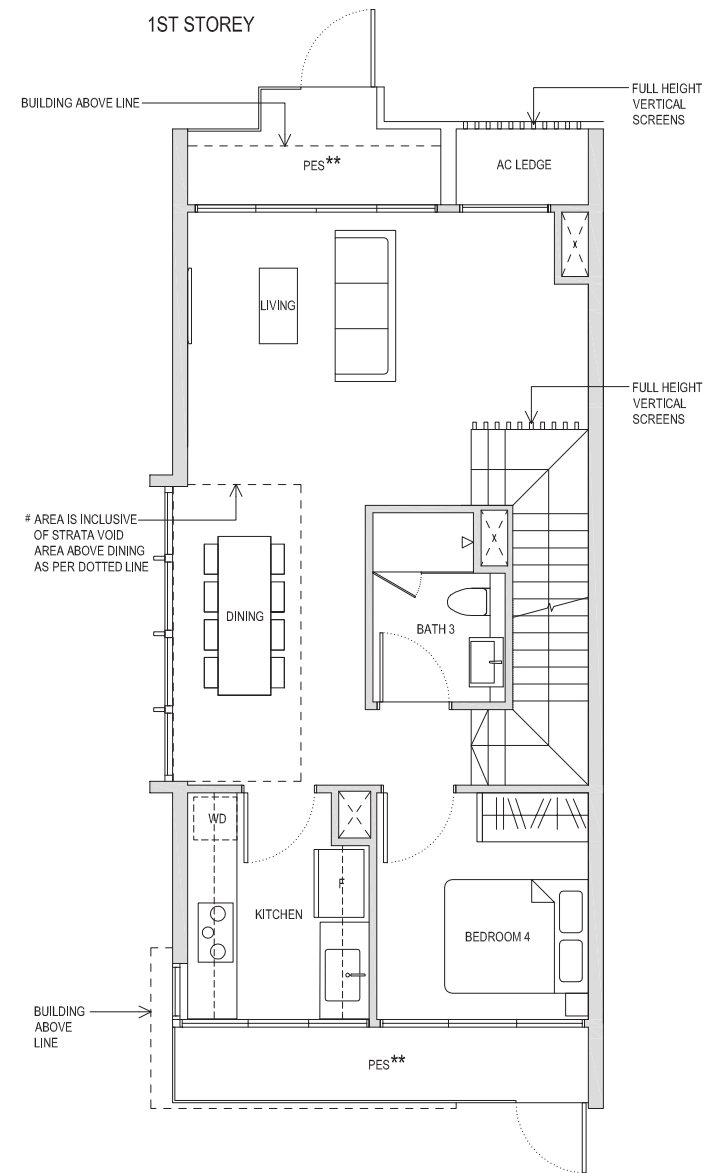 1ST STOREY
BUILDING ABOVE LINE
FULL HEIGHT
VERTICAL
SCREENS
PES**
AC LEDGE
X
LIVING
FULL HEIGHT
VERTICAL
SCREENS
# AREA IS INCLUSIVE
OF STRATA VOID
AREA ABOVE DINING
AS PER DOTTED LINE
X
DINING
BATH 3
WD
X
F
KITCHEN
BEDROOM 4
BUILDING
ABOVE
LINE
PES**